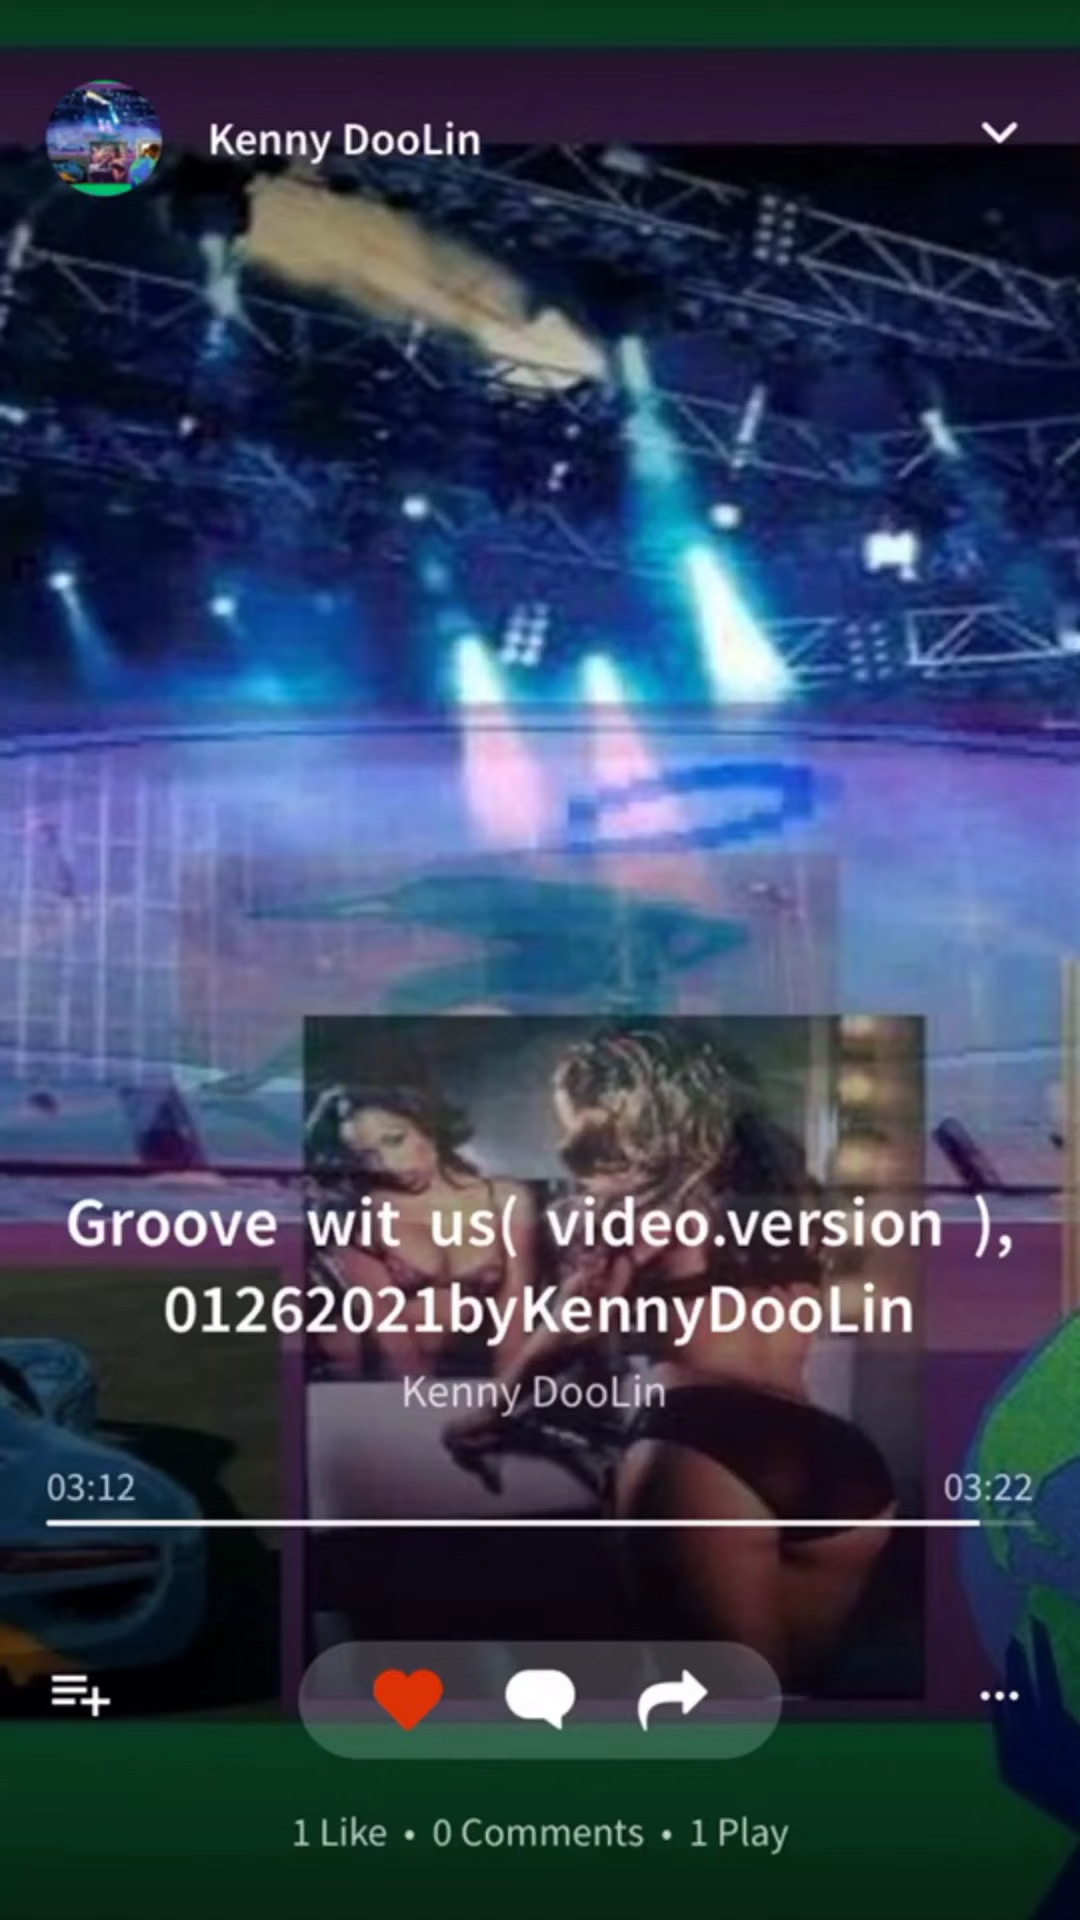 Kenny DooLin
Groove wit us( video.version ),
01262021byKennyDooLin
Kenny DooLin
03:12
03:22
1 Like • 0 Comments • 1 Play